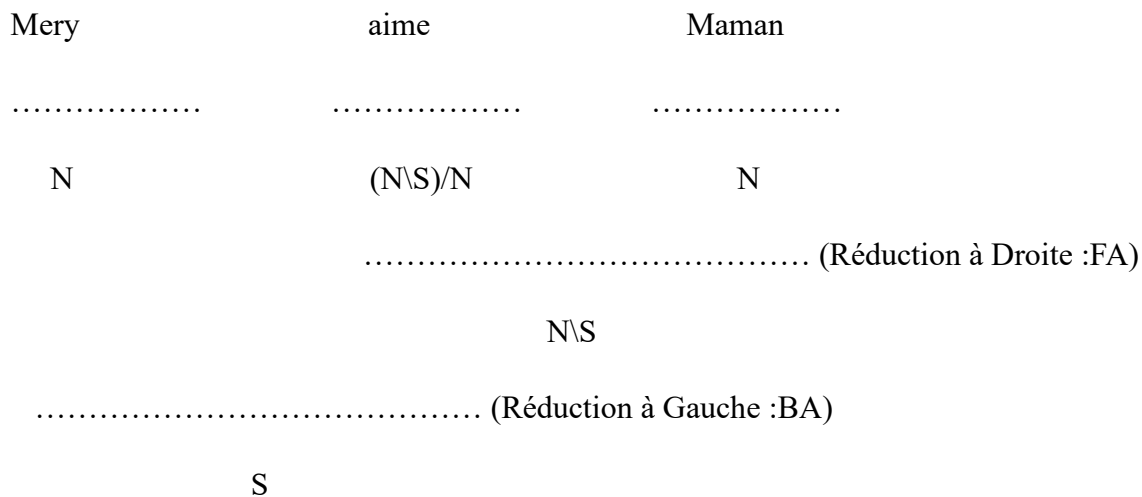 Mery aime Maman
……………… ……………… ………………
N (N\S)/N N
…………………………………… (Réduction à Droite :FA)
N\S
…………………………………… (Réduction à Gauche :BA)
S